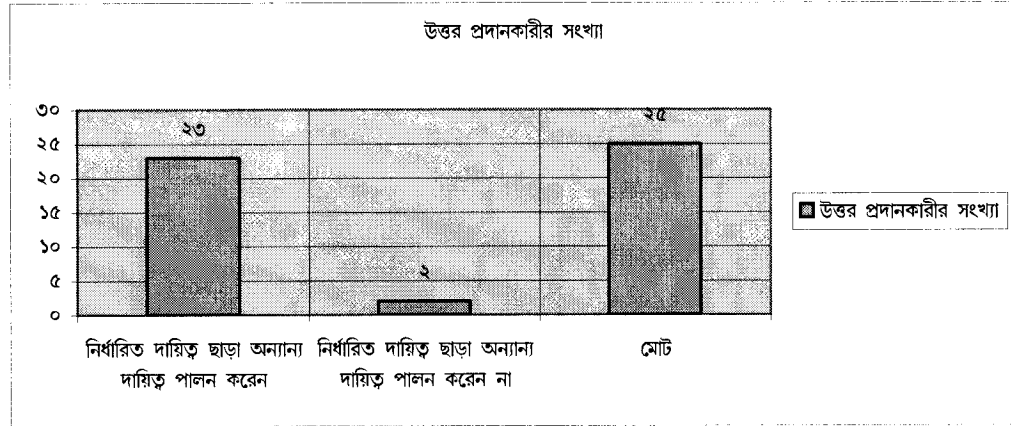 উত্তর প্রদানকারীর সংখ্যা
৩০
২৫
২০
১৫
১০
৫
০
২৩
২
২৫
নির্ধারিত দায়িত্ব ছাড়া অন্যান্য
দায়িত্ব পালন করেন
নির্ধারিত দায়িত্ব ছাড়া অন্যান্য
দায়িত্ব পালন করেন না
মোট
উত্তর প্রদানকারীর সংখ্যা